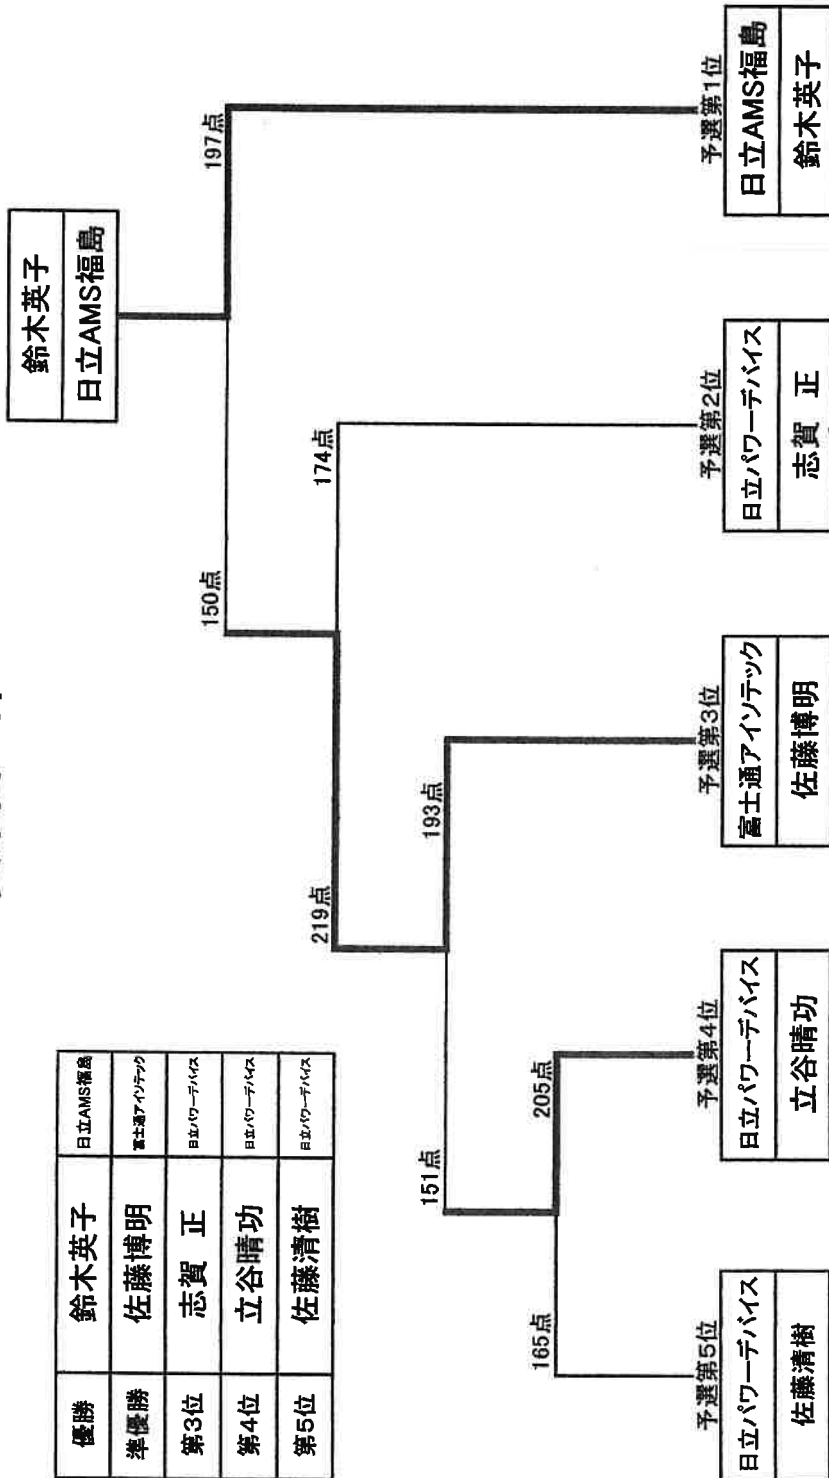 鈴木英子
日立AMS福島
197点
150点
174点
219点
193点
151点
205点
165点
優勝 鈴木英子 日立AMS福島
準優勝 佐藤博明 富士通アイソテック
第3位 志賀 正 日立パワーデバイス
第4位 立谷晴功 日立パワーデバイス
第5位 佐藤清樹 日立パワーデバイス
予選第5位
日立パワーデバイス
佐藤清樹
予選第4位
日立パワーデバイス
立谷晴功
予選第3位
富士通アイソテック
佐藤博明
予選第2位
日立パワーデバイス
志賀 正
予選第1位
日立AMS福島
鈴木英子